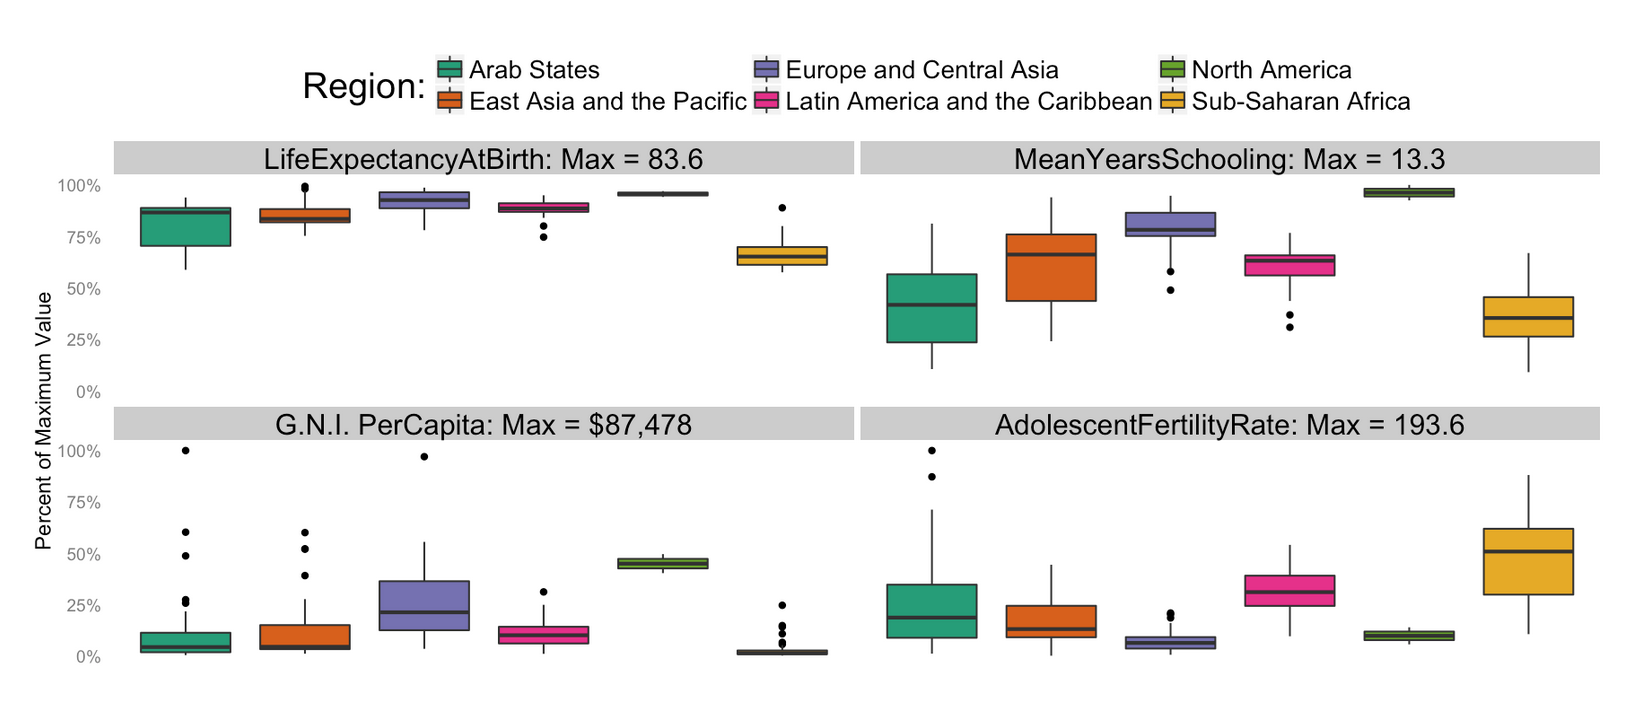 Region:
Arab States
Europe and Central Asia
North America
East Asia and the Pacific
Latin America and the Caribbean
Sub-Saharan Africa
Percent of Maximum Value
LifeExpectancyAtBirth: Max = 83.6
MeanYearsSchooling: Max = 13.3
100%
75%
50%
25%
0%
G.N.I. PerCapita: Max = $87,478
AdolescentFertilityRate: Max = 193.6
100%
75%
50%
25%
0%